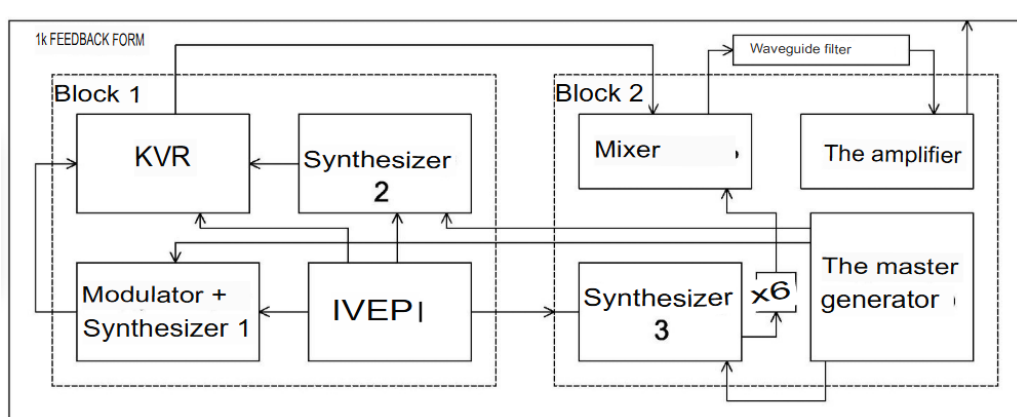 1k FEEDBACK FORM
Waveguide filter
Block 1
Block 2
KVR
Synthesizer
2
Mixer
The amplifier
Modulator +
Synthesizer 1
IVEP
Synthesizer
3
x6
The master
generator